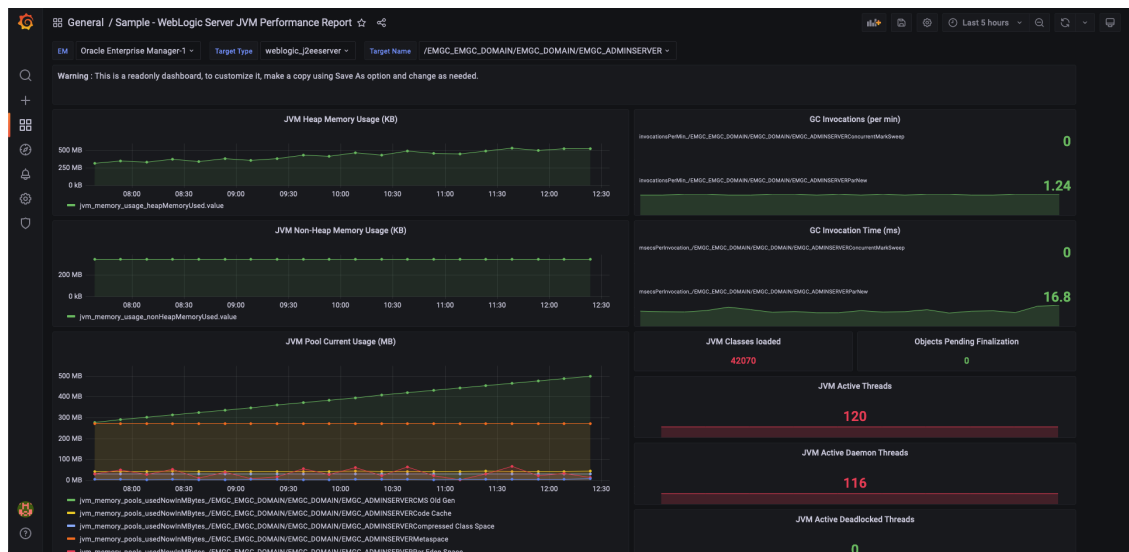 General / Sample - WebLogic Server JVM Performance Report
Last 5 hours
EM Oracle Enterprise Manager-1 Target Type weblogic_j2eeserver Target Name /EMGC_EMGC_DOMAIN/EMGC_DOMAIN/EMGC_ADMINSERVER
Warning : This is a readonly dashboard, to customize it, make a copy using Save As option and change as needed.
JVM Heap Memory Usage (KB)
500 MB
250 MB
0 kB
08:00 08:30 09:00 09:30 10:00 10:30 11:00 11:30 12:00 12:30
jvm_memory_usage_heapMemoryUsed.value
GC Invocations (per min)
invocationsPerMin_/EMGC_EMGC_DOMAIN/EMGC_DOMAIN/EMGC_ADMINSERVERConcurrentMarkSweep
0
invocationsPerMin_/EMGC_EMGC_DOMAIN/EMGC_DOMAIN/EMGC_ADMINSERVERParNew
1.24
JVM Non-Heap Memory Usage (KB)
200 MB
0 kB
08:00 08:30 09:00 09:30 10:00 10:30 11:00 11:30 12:00 12:30
jvm_memory_usage_nonHeapMemoryUsed.value
GC Invocation Time (ms)
msecsPerInvocation_/EMGC_EMGC_DOMAIN/EMGC_DOMAIN/EMGC_ADMINSERVERConcurrentMarkSweep
0
msecsPerInvocation_/EMGC_EMGC_DOMAIN/EMGC_DOMAIN/EMGC_ADMINSERVERParNew
16.8
JVM Pool Current Usage (MB)
500 MB
400 MB
300 MB
200 MB
100 MB
0 MB
08:00 08:30 09:00 09:30 10:00 10:30 11:00 11:30 12:00 12:30
jvm_memory_pools_usedNowInMBytes_/EMGC_EMGC_DOMAIN/EMGC_DOMAIN/EMGC_ADMINSERVERCMS Old Gen
jvm_memory_pools_usedNowInMBytes_/EMGC_EMGC_DOMAIN/EMGC_DOMAIN/EMGC_ADMINSERVERCode Cache
jvm_memory_pools_usedNowInMBytes_/EMGC_EMGC_DOMAIN/EMGC_DOMAIN/EMGC_ADMINSERVERCompressed Class Space
jvm_memory_pools_usedNowInMBytes_/EMGC_EMGC_DOMAIN/EMGC_DOMAIN/EMGC_ADMINSERVERMetaspace
jvm_memory_pools_usedNowInMBytes_/EMGC_EMGC_DOMAIN/EMGC_DOMAIN/EMGC_ADMINSERVERPar Eden Space
JVM Classes loaded
42070
Objects Pending Finalization
0
JVM Active Threads
120
JVM Active Daemon Threads
116
JVM Active Deadlocked Threads
0